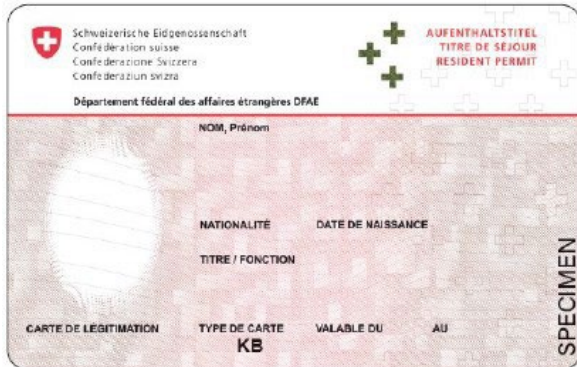 Schweizerische Eidgenossenschaft
Confédération suisse
Confederazione Svizzera
Confederaziun svizra
Département fédéral des affaires étrangères DFAE
AUFENTHALTSTITEL
TITRE DE SÉJOUR
RESIDENT PERMIT
NOM, Prénom
NATIONALITÉ DATE DE NAISSANCE
TITRE / FONCTION
CARTE DE LÉGITIMATION TYPE DE CARTE VALABLE DU AU
KB
SPECIMEN